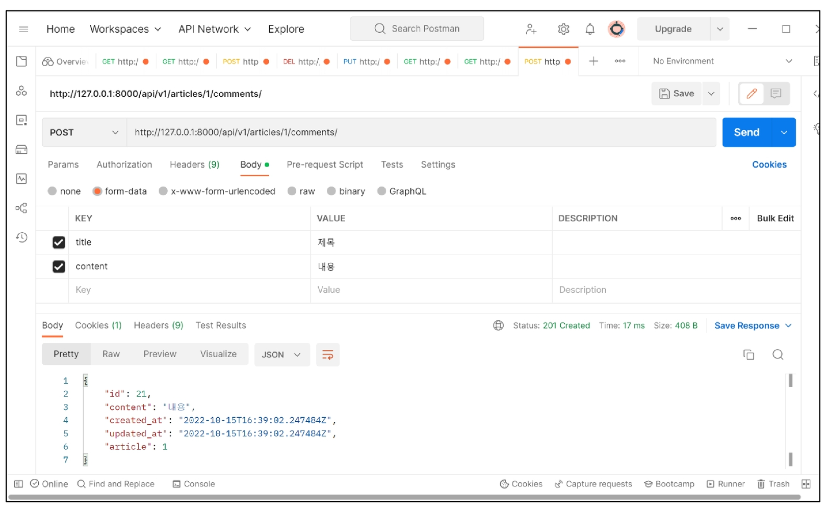 Home Workspaces API Network Explore Search Postman Upgrade
Overvie GET http:/ GET http:/ POST http DEL http:/ PUT http:/ GET http:/ GET http:/ POST http No Environment
http://127.0.0.1:8000/api/v1/articles/1/comments/ Save
POST http://127.0.0.1:8000/api/v1/articles/1/comments/ Send
Params Authorization Headers (9) Body Pre-request Script Tests Settings Cookies
none form-data x-www-form-urlencoded raw binary GraphQL
KEY VALUE DESCRIPTION Bulk Edit
title 제목
content 내용
Key Value Description
Body Cookies (1) Headers (9) Test Results Status: 201 Created Time: 17 ms Size: 408 B Save Response
Pretty Raw Preview Visualize JSON
1 {
2 "id": 21,
3 "content": "내용",
4 "created_at": "2022-10-15T16:39:02.247484Z",
5 "updated_at": "2022-10-15T16:39:02.247484Z",
6 "article": 1
7 }
Online Find and Replace Console Cookies Capture requests Bootcamp Runner Trash